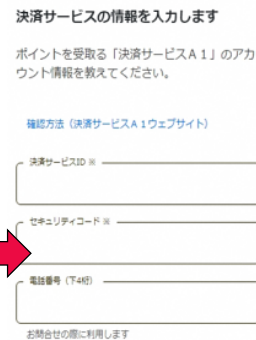 決済サービスの情報を入力します
ポイントを受取る「決済サービスA1」のアカ
ウント情報を教えてください。
確認方法（決済サービスA1ウェブサイト）
決済サービスID ※
セキュリティコード ※
電話番号（下4桁）
お問合せの際に利用します